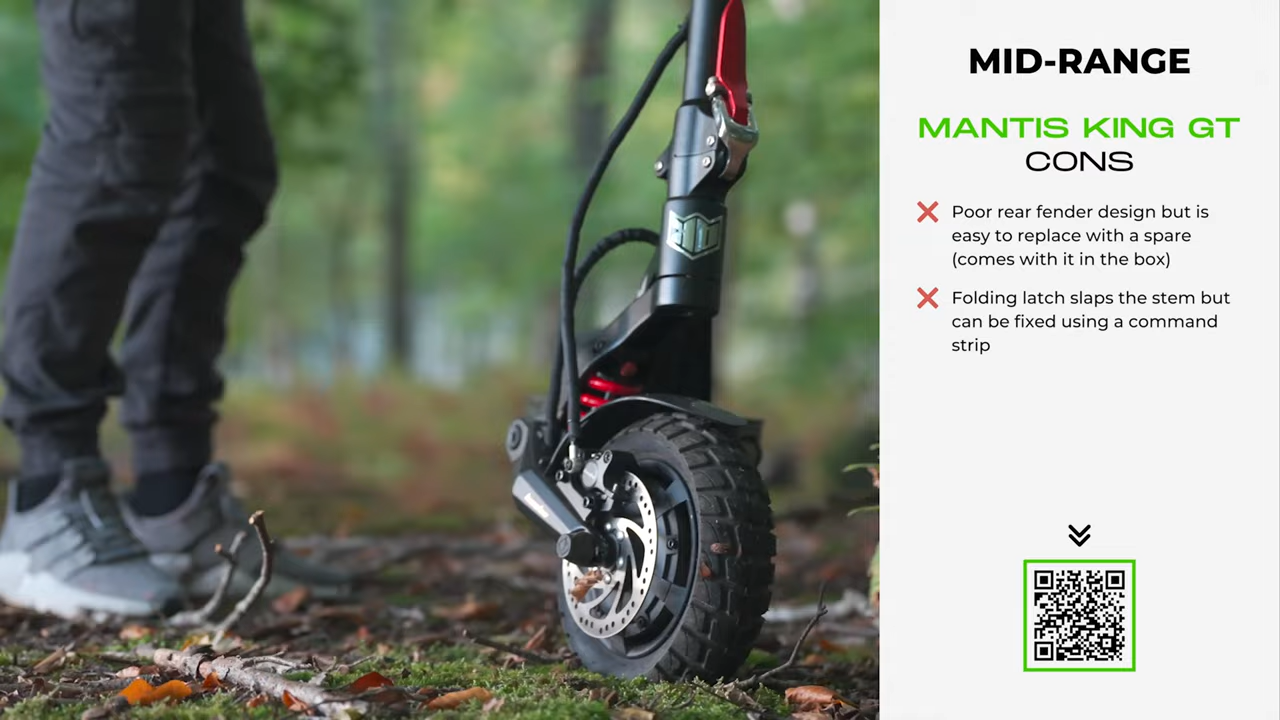 MID-RANGE
MANTIS KING GT
CONS
Poor rear fender design but is
easy to replace with a spare
(comes with it in the box)
Folding latch slaps the stem but
can be fixed using a command
strip